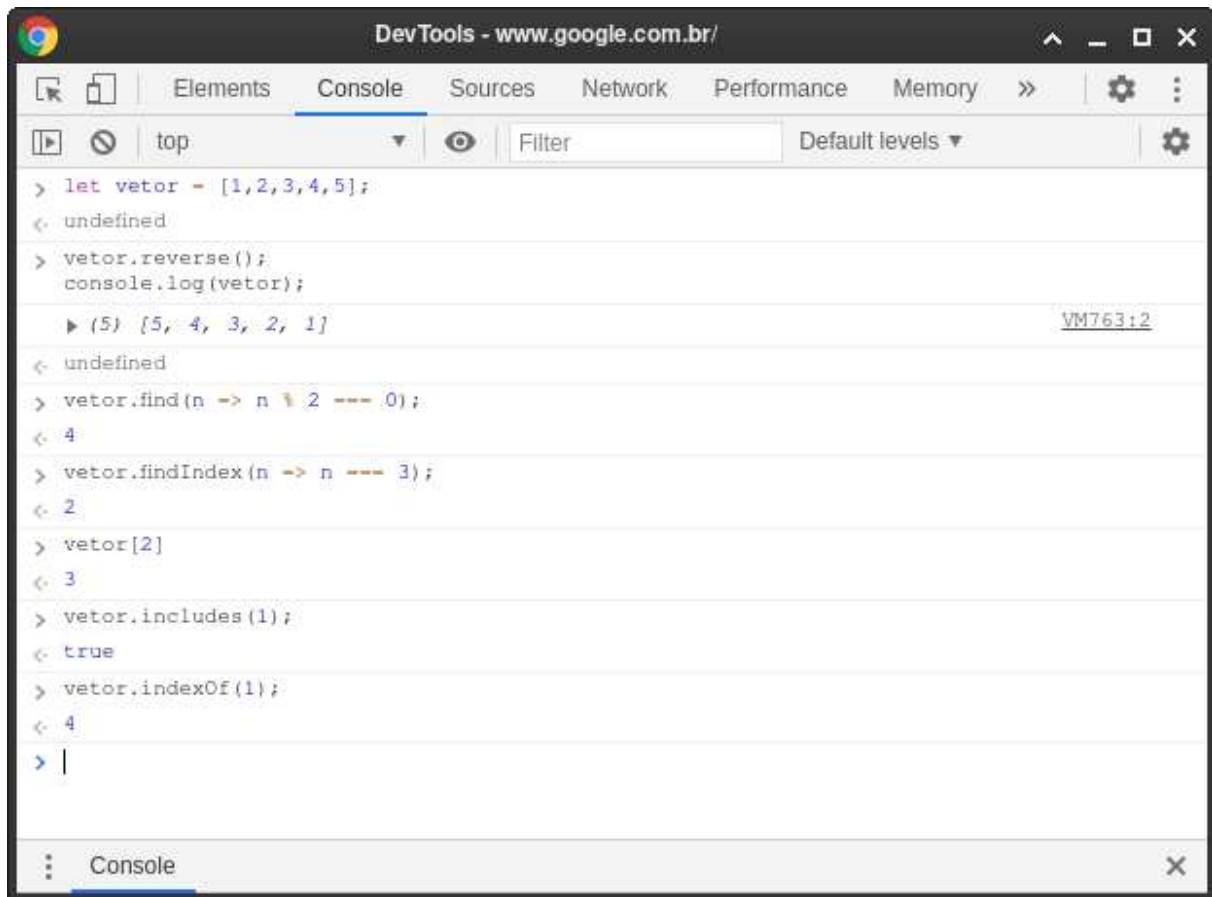 DevTools - www.google.com.br/
Elements Console Sources Network Performance Memory »
top Filter Default levels
> let vetor = [1,2,3,4,5];
undefined
> vetor.reverse();
console.log(vetor);
(5) [5, 4, 3, 2, 1] VM763:2
undefined
> vetor.find(n => n % 2 === 0);
4
> vetor.findIndex(n => n === 3);
2
> vetor[2]
3
> vetor.includes(1);
true
> vetor.indexOf(1);
4
>
Console